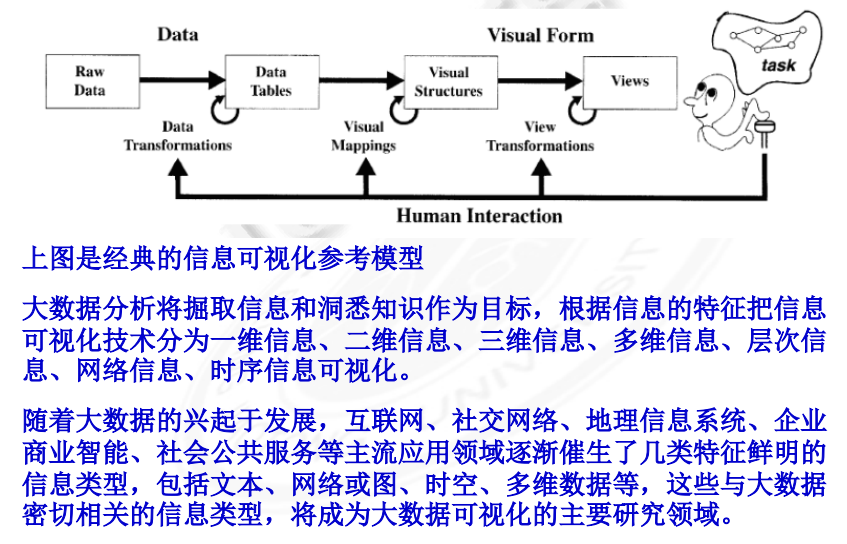 Data
Visual Form
task
Raw
Data
Data
Tables
Visual
Structures
Views
Data
Transformations
Visual
Mappings
View
Transformations
Human Interaction
上图是经典的信息可视化参考模型
大数据分析将掘取信息和洞悉知识作为目标，根据信息的特征把信息
可视化技术分为一维信息、二维信息、三维信息、多维信息、层次信
息、网络信息、时序信息可视化。
随着大数据的兴起于发展，互联网、社交网络、地理信息系统、企业
商业智能、社会公共服务等主流应用领域逐渐催生了几类特征鲜明的
信息类型，包括文本、网络或图、时空、多维数据等，这些与大数据
密切相关的信息类型，将成为大数据可视化的主要研究领域。